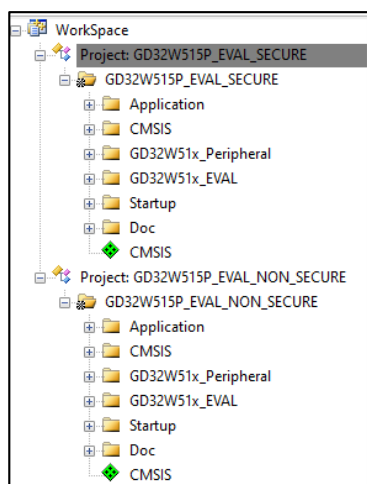 WorkSpace
Project: GD32W515P_EVAL_SECURE
GD32W515P_EVAL_SECURE
Application
CMSIS
GD32W51x_Peripheral
GD32W51x_EVAL
Startup
Doc
CMSIS
Project: GD32W515P_EVAL_NON_SECURE
GD32W515P_EVAL_NON_SECURE
Application
CMSIS
GD32W51x_Peripheral
GD32W51x_EVAL
Startup
Doc
CMSIS